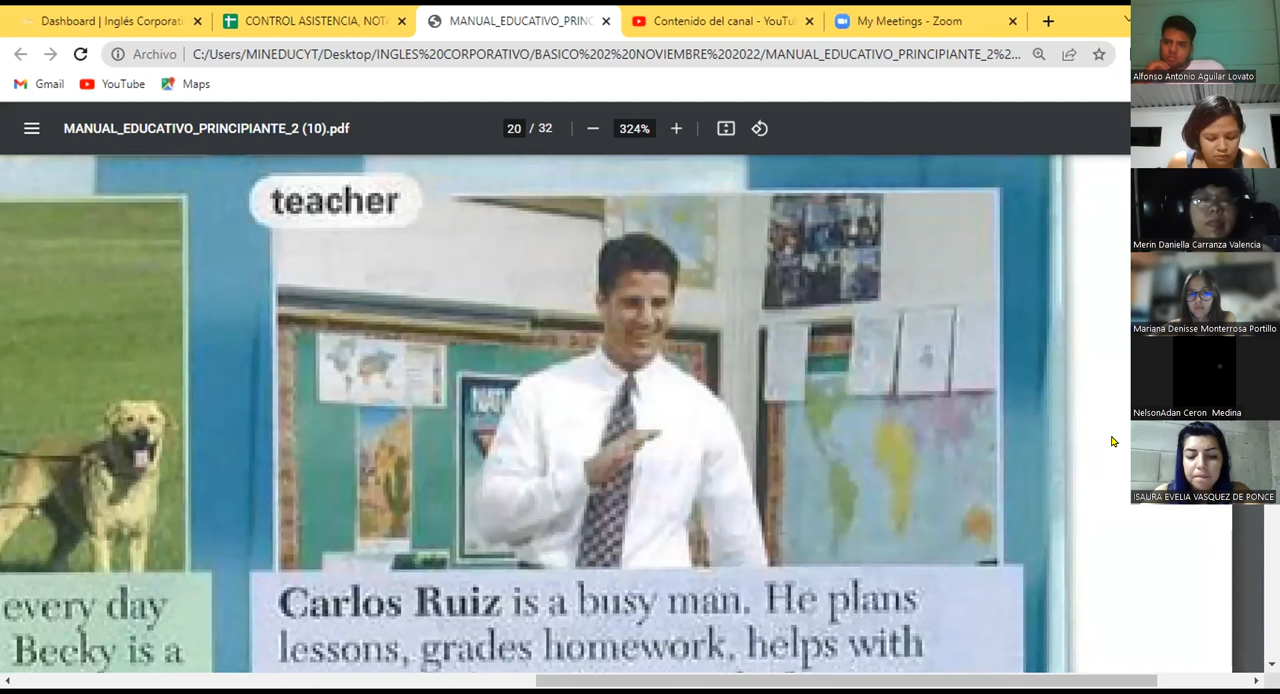 Dashboard | Inglés Corporati
CONTROL ASISTENCIA, NOT
MANUAL_EDUCATIVO_PRINC
Contenido del canal - YouTu
My Meetings - Zoom
Archivo
C:/Users/MINEDUCYT/Desktop/INGLES%20CORPORATIVO/BASICO%202%20NOVIEMBRE%202022/MANUAL_EDUCATIVO_PRINCIPIANTE_2%2...
Gmail
YouTube
Maps
MANUAL_EDUCATIVO_PRINCIPIANTE_2 (10).pdf
20 / 32
324%
teacher
every day
Becky is a
Carlos Ruiz is a busy man. He plans
lessons, grades homework, helps with
Alfonso Antonio Aguilar Lovato
Merin Daniella Carranza Valencia
Mariana Denisse Monterrosa Portillo
NelsonAdan Ceron Medina
ISAURA EVELIA VASQUEZ DE PONCE